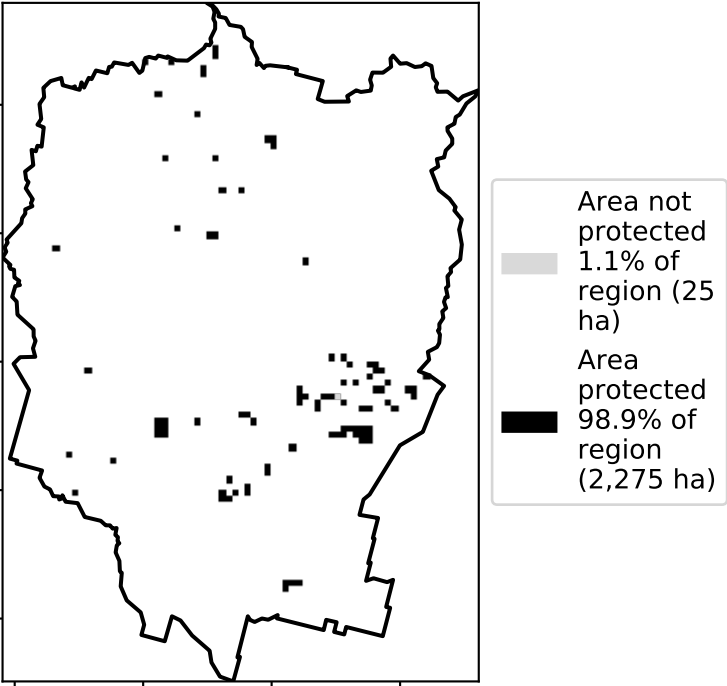 Area not
protected
1.1% of
region (25
ha)
Area
protected
98.9% of
region
(2,275 ha)